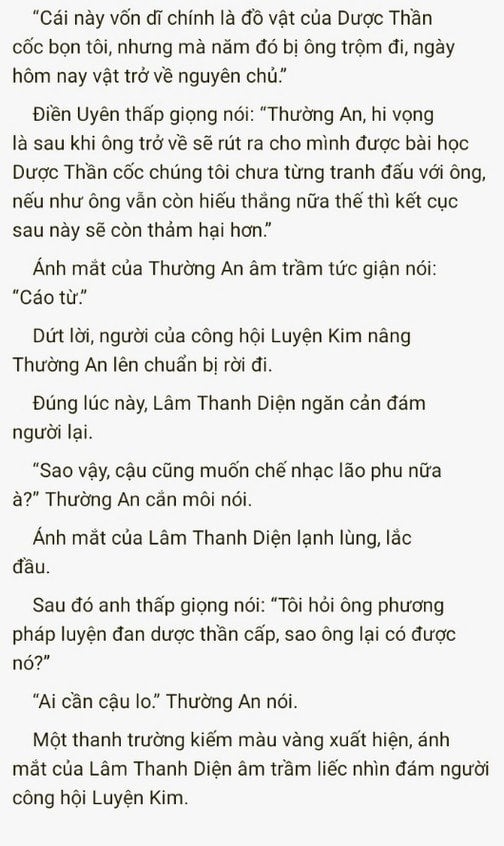 “Cái này vốn dĩ chính là đồ vật của Dược Thần
cốc bọn tôi, nhưng mà năm đó bị ông trộm đi, ngày
hôm nay vật trở về nguyên chủ.”
Điền Uyên thấp giọng nói: “Thường An, hi vọng
là sau khi ông trở về sẽ rút ra cho mình được bài học
Dược Thần cốc chúng tôi chưa từng tranh đấu với ông,
nếu như ông vẫn còn hiếu thắng nữa thế thì kết cục
sau này sẽ còn thảm hại hơn.”
Ánh mắt của Thường An âm trầm tức giận nói:
“Cáo từ.”
Dứt lời, người của công hội Luyện Kim nâng
Thường An lên chuẩn bị rời đi.
Đúng lúc này, Lâm Thanh Diện ngăn cản đám
người lại.
“Sao vậy, cậu cũng muốn chế nhạc lão phu nữa
à?” Thường An cắn môi nói.
Ánh mắt của Lâm Thanh Diện lạnh lùng, lắc
đầu.
Sau đó anh thấp giọng nói: “Tôi hỏi ông phương
pháp luyện đan dược thần cấp, sao ông lại có được
nó?”
“Ai cần cậu lo.” Thường An nói.
Một thanh trường kiếm màu vàng xuất hiện, ánh
mắt của Lâm Thanh Diện âm trầm liếc nhìn đám người
công hội Luyện Kim.